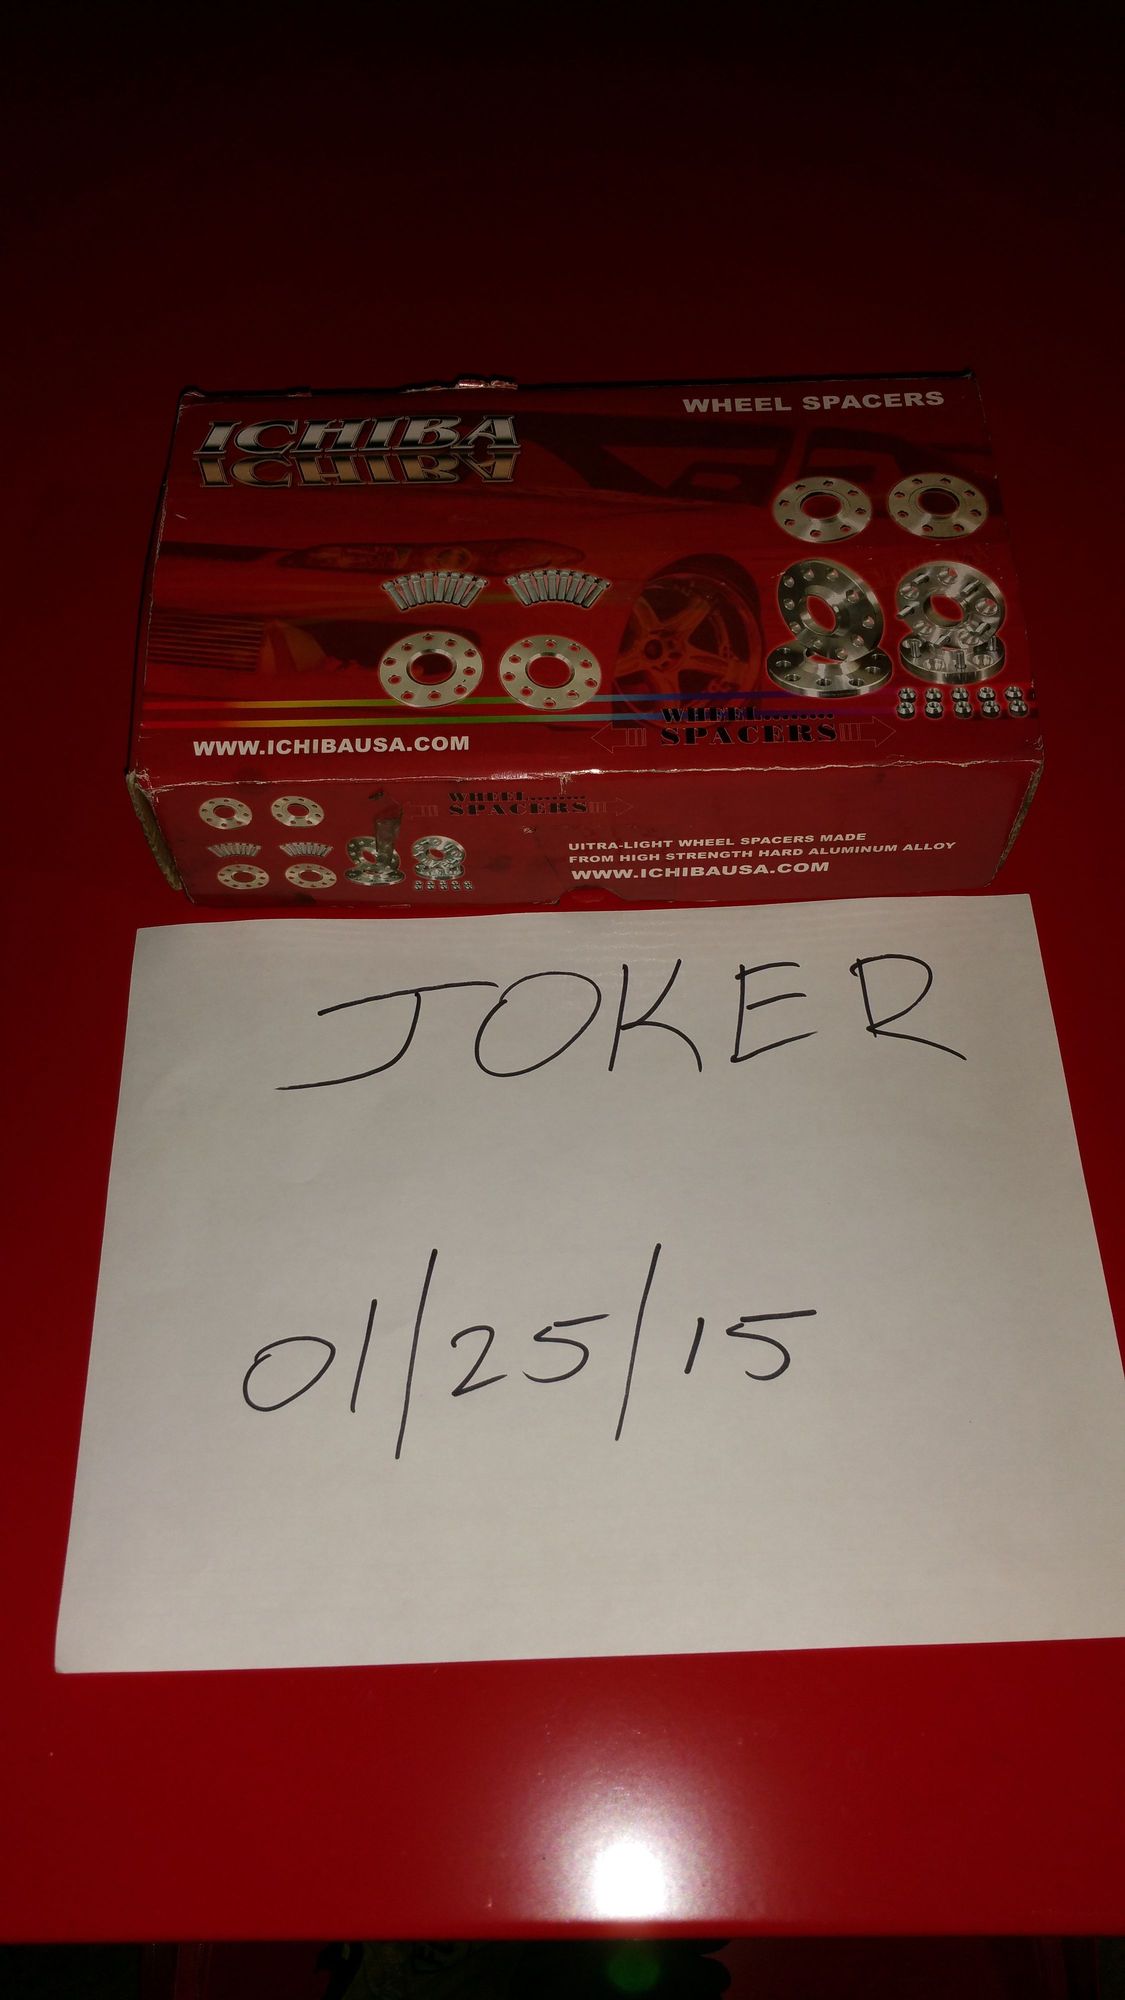 WHEEL SPACERS
ICHIBA
ICHIBA
WHEEL........
SPACERS
WWW.ICHIBAUSA.COM
WHEEL........
SPACERS
UITRA-LIGHT WHEEL SPACERS MADE
FROM HIGH STRENGTH HARD ALUMINUM ALLOY
WWW.ICHIBAUSA.COM
JOKER
01/25/15